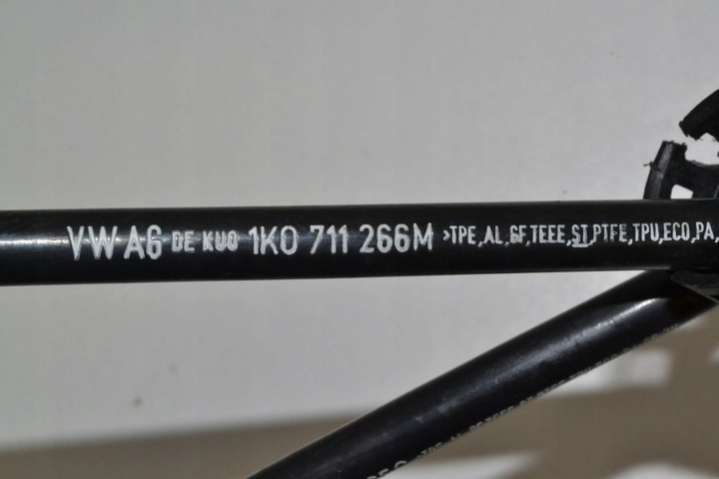 VW AG DE KUO 1K0 711 266M >TPE,AL,GF,TEEE,ST,PTFE,TPU,ECO,PA,